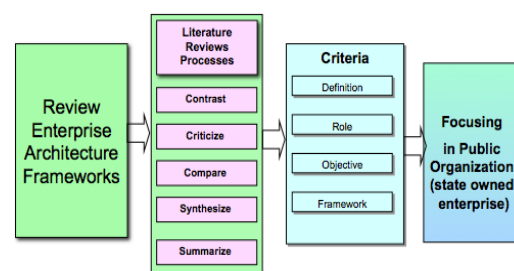 Review
Enterprise
Architecture
Frameworks
Literature
Reviews
Processes
Contrast
Criticize
Compare
Synthesize
Summarize
Criteria
Definition
Role
Objective
Framework
Focusing
in Public
Organization
(state owned
enterprise)